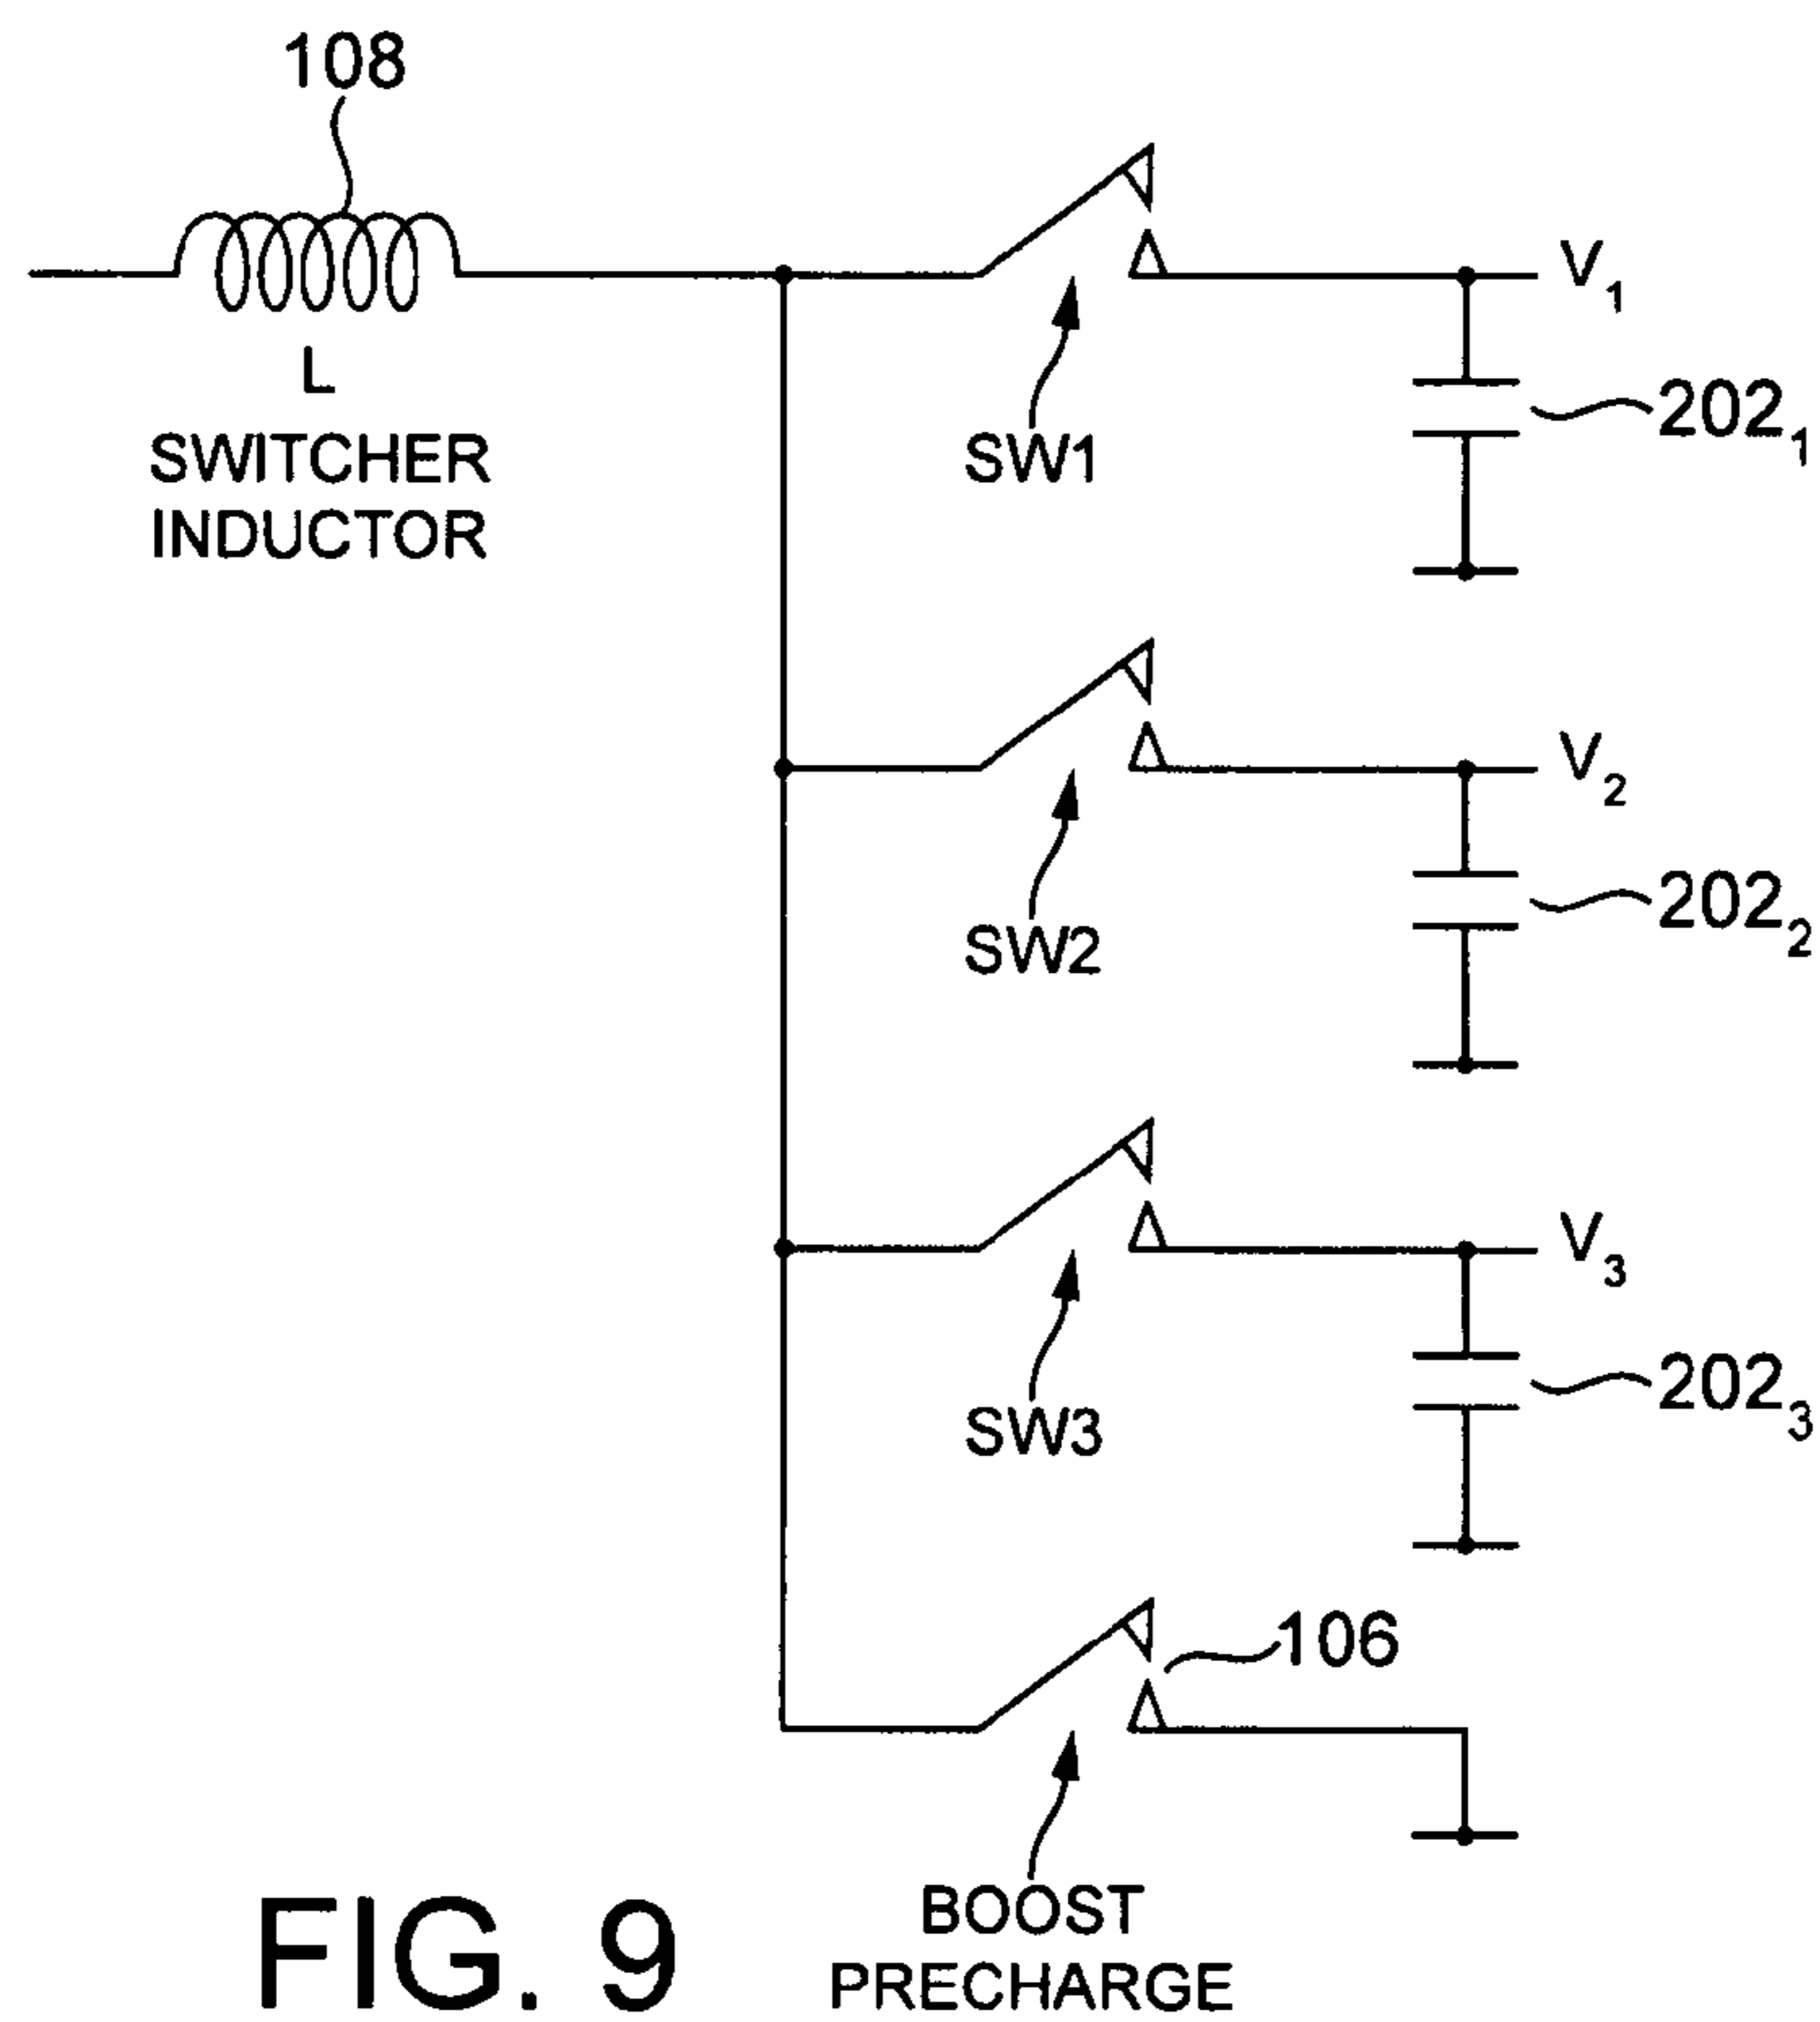 108
L
SWITCHER
INDUCTOR
SW1
V₁
202₁
SW2
V₂
202₂
SW3
V₃
202₃
106
BOOST
PRECHARGE
FIG. 9